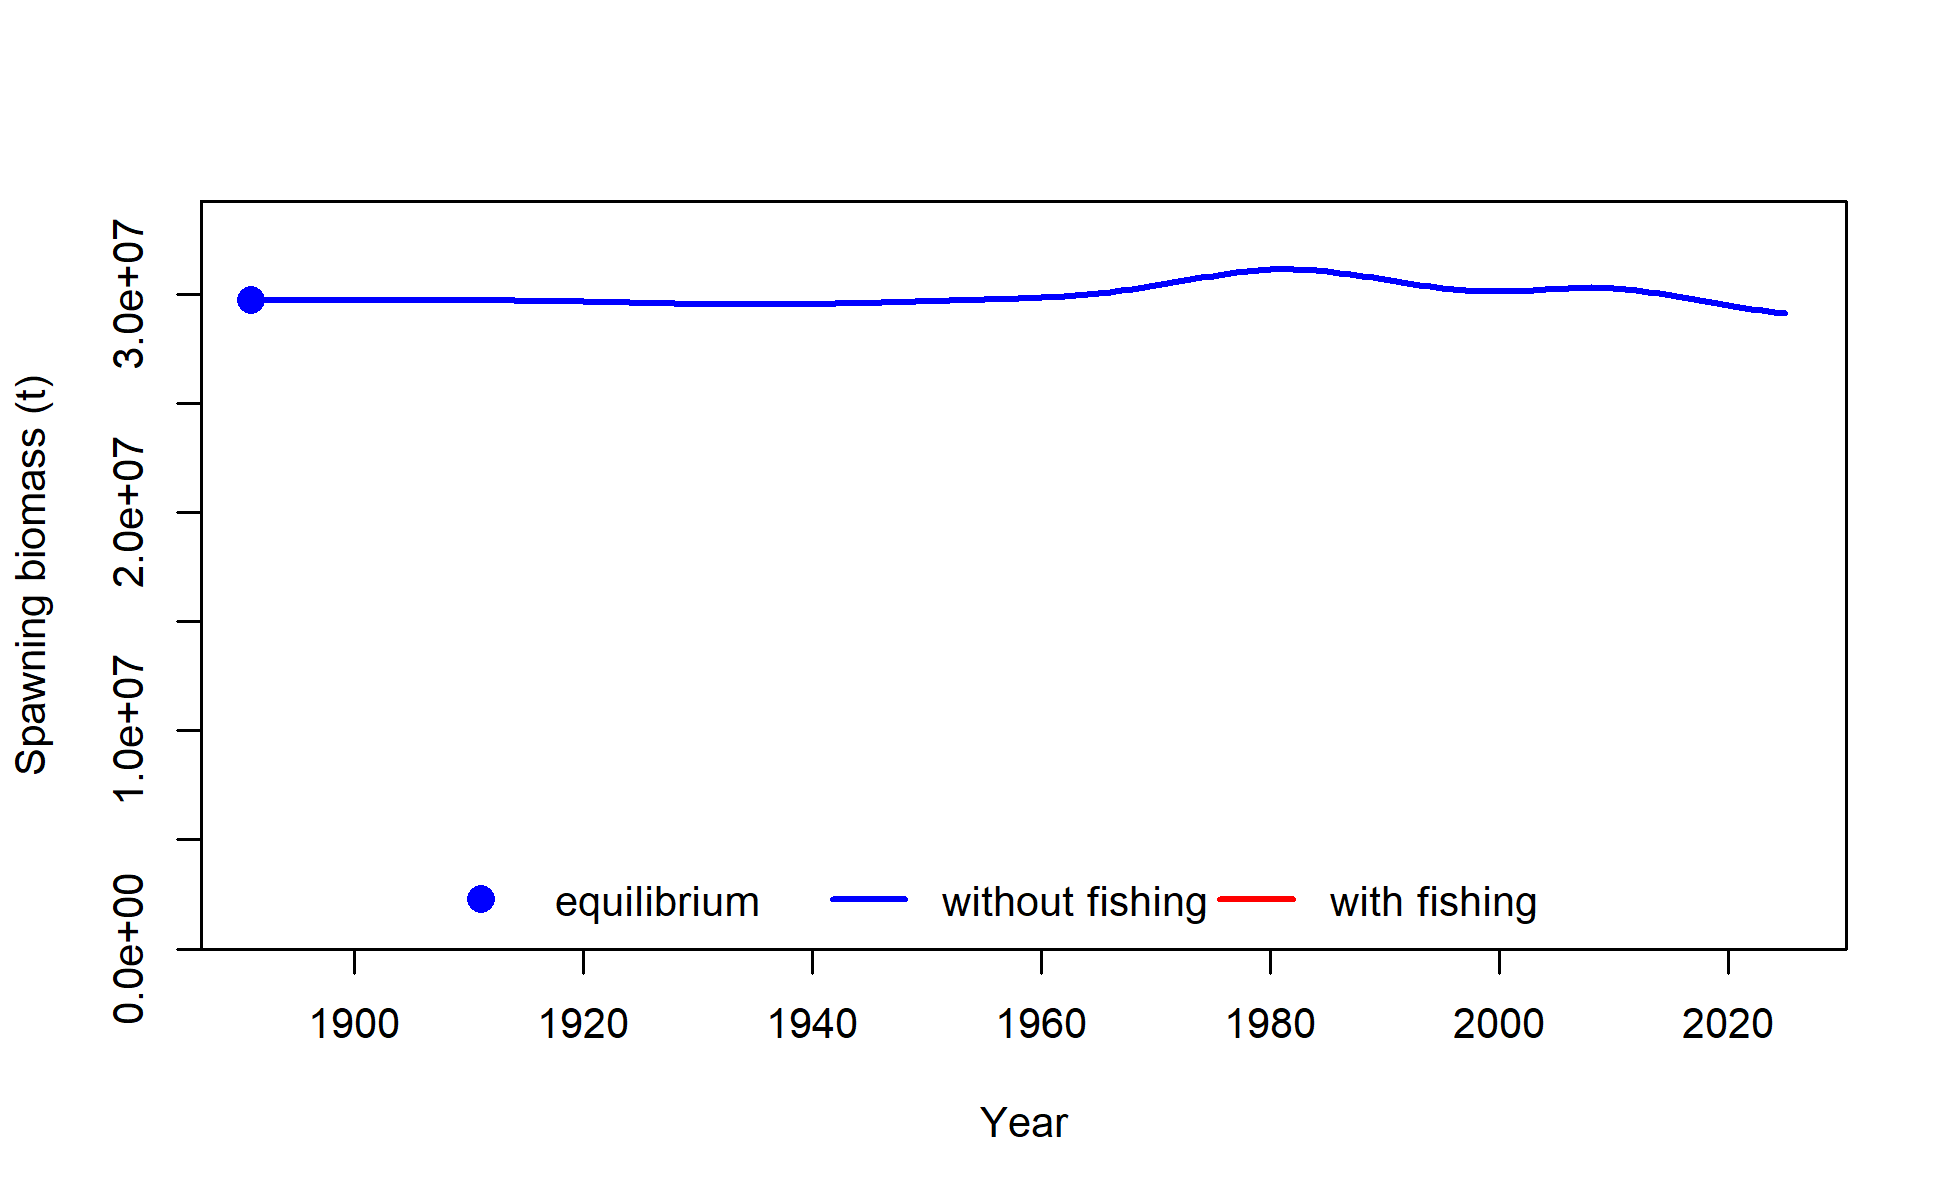 Spawning biomass (t)
3.0e+07
2.0e+07
1.0e+07
0.0e+00
equilibrium without fishing with fishing
1900 1920 1940 1960 1980 2000 2020
Year